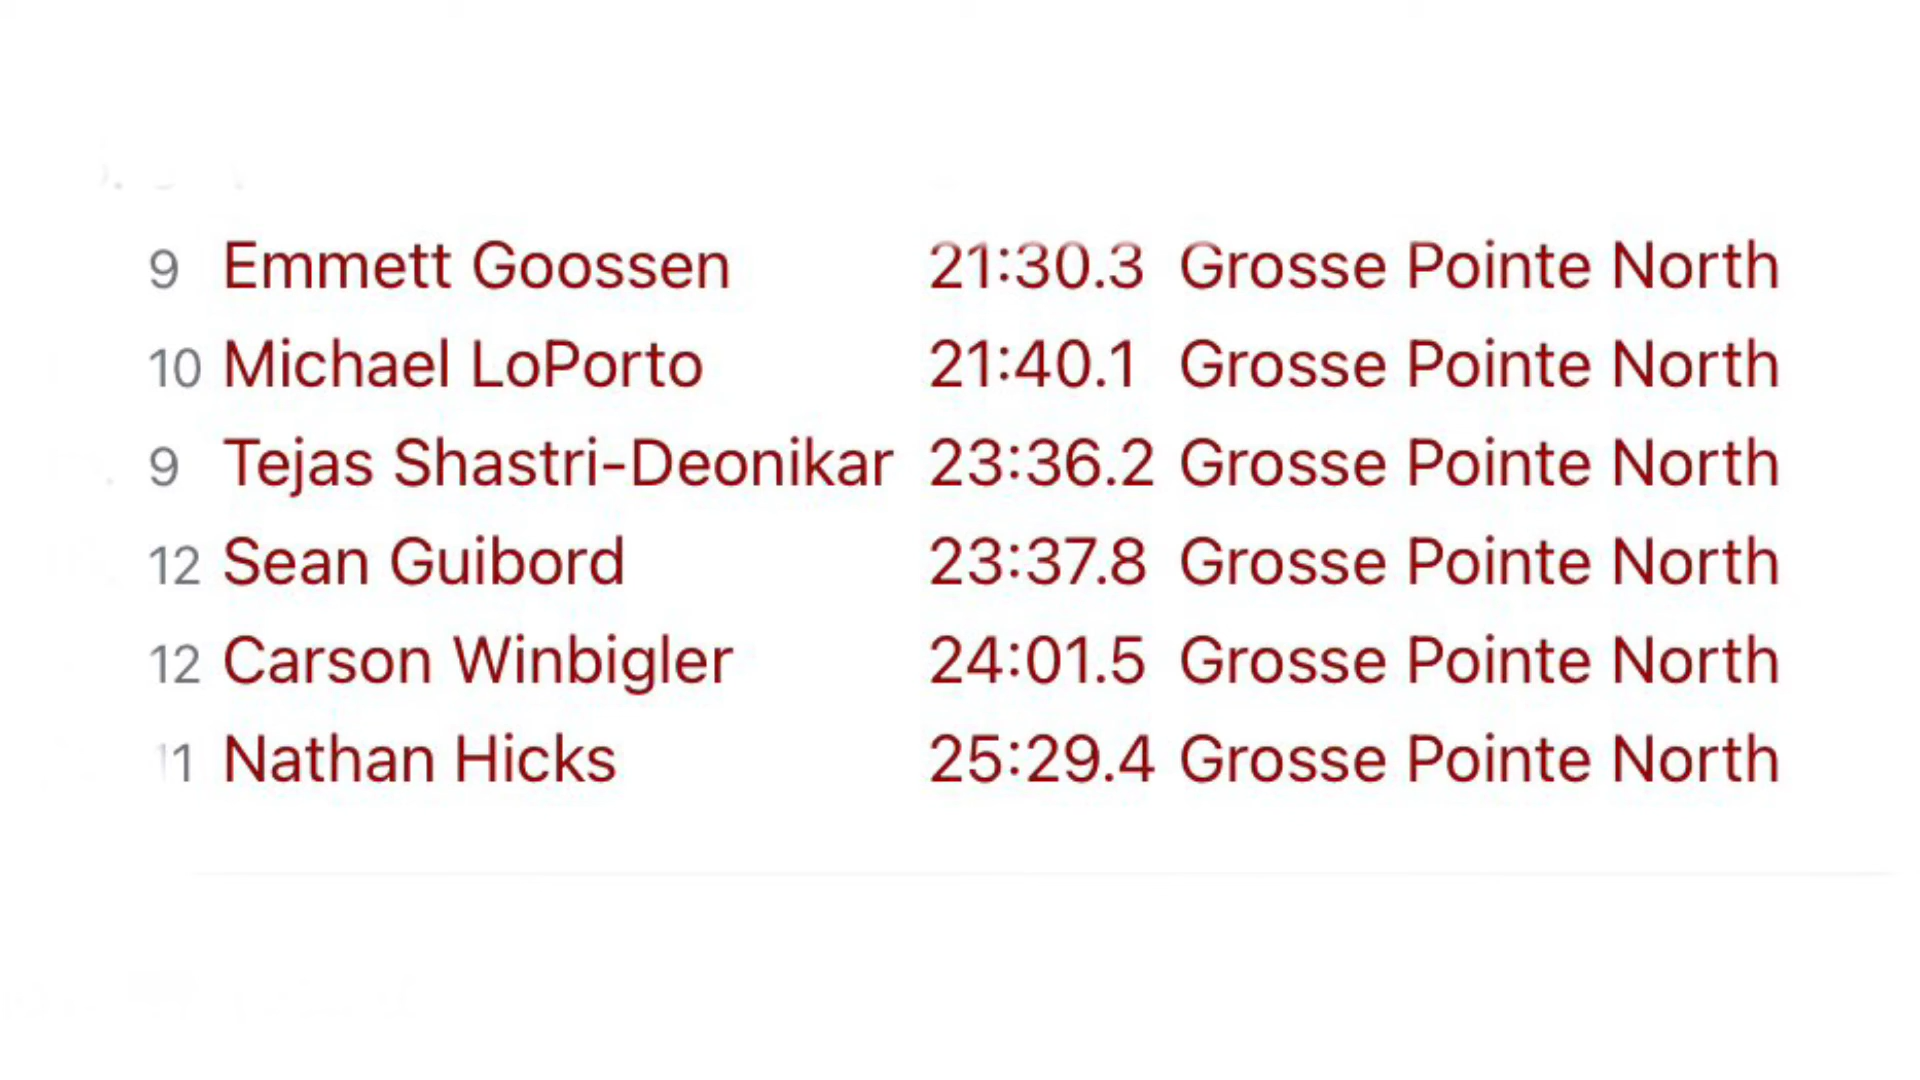 9 Emmett Goossen 21:30.3 Grosse Pointe North
10 Michael LoPorto 21:40.1 Grosse Pointe North
9 Tejas Shastri-Deonikar 23:36.2 Grosse Pointe North
12 Sean Guibord 23:37.8 Grosse Pointe North
12 Carson Winbigler 24:01.5 Grosse Pointe North
11 Nathan Hicks 25:29.4 Grosse Pointe North